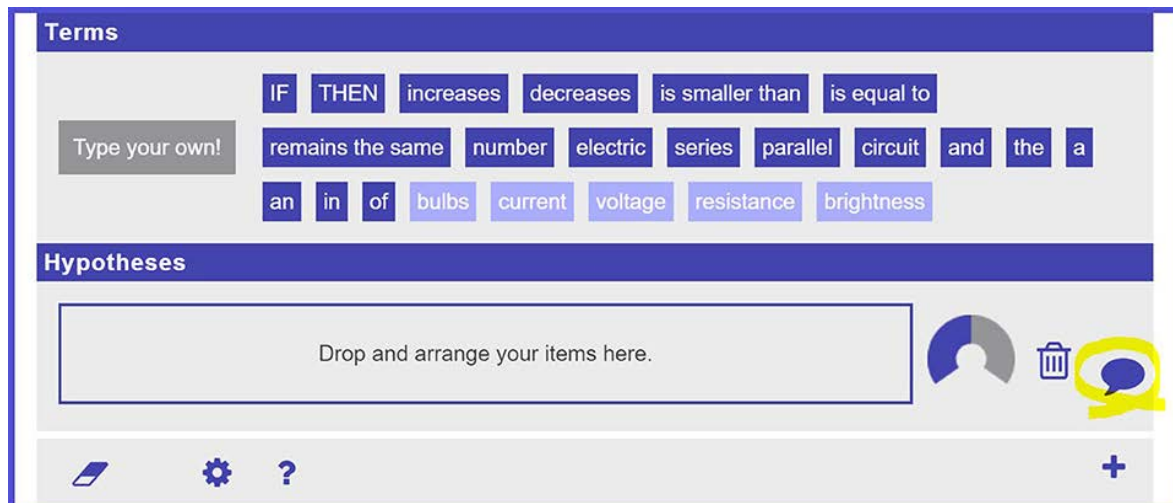 Terms
IF THEN increases decreases is smaller than is equal to
Type your own! remains the same number electric series parallel circuit and the a
an in of bulbs current voltage resistance brightness
Hypotheses
Drop and arrange your items here.
?